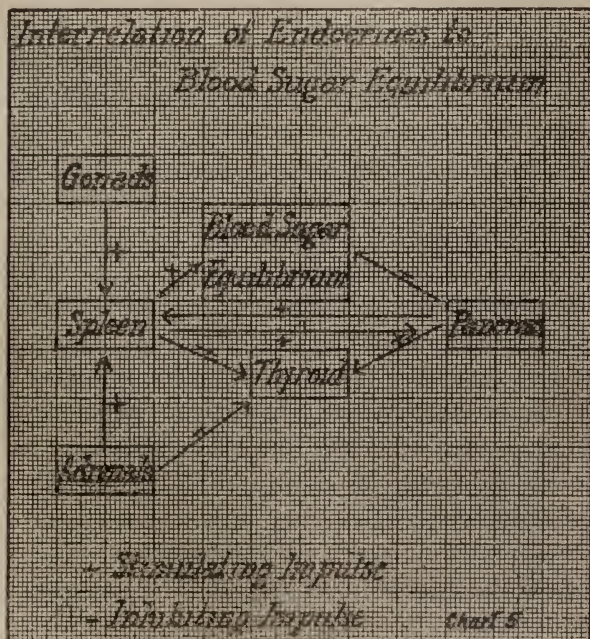 Interrelation of Endocrines to
Blood Sugar Equilibrium
Gonads
Blood Sugar
Equilibrium
Spleen
Pancreas
Thyroid
Adrenals
Stimulating Impulse
- Inhibiting Impulse
Chart 5